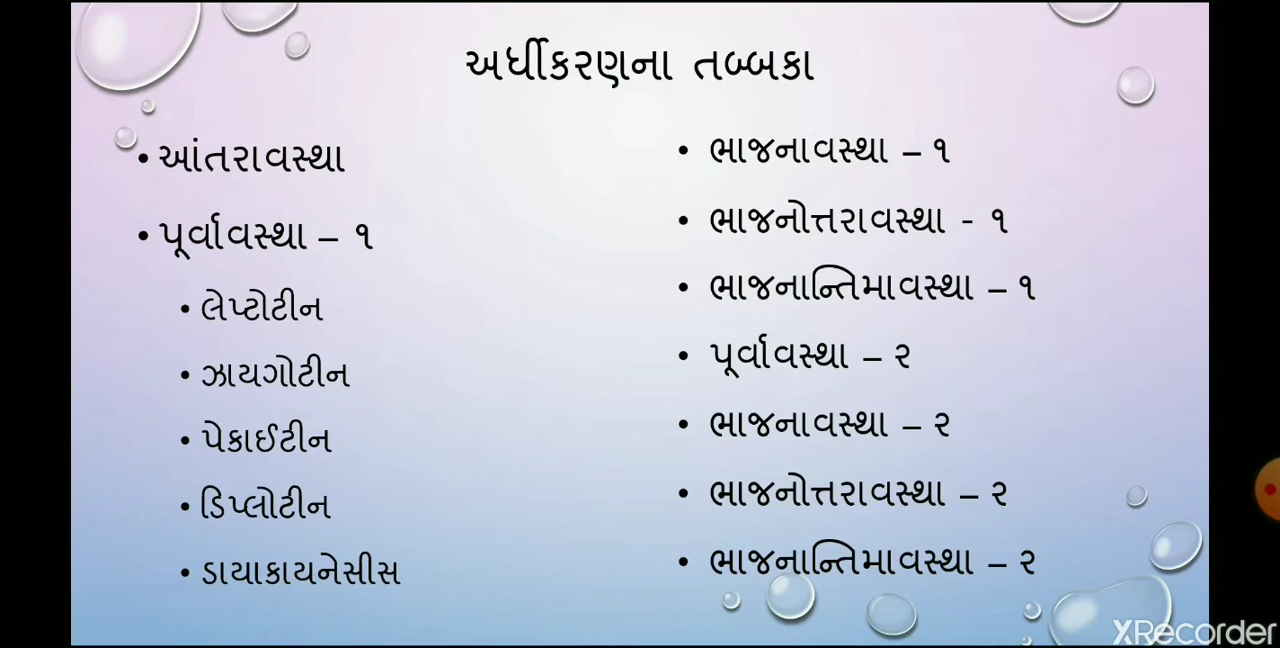 અર્ધીકરણના તબ્બકા
• આંતરાવસ્થા
• પૂર્વાવસ્થા – ૧
• લેપ્ટોટીન
• ઝાયગોટીન
• પેકાઈટીન
• ડિપ્લોટીન
• ડાયાકાયનેસીસ
• ભાજનાવસ્થા – ૧
• ભાજનોત્તરાવસ્થા - ૧
• ભાજનાન્તિમાવસ્થા – ૧
• પૂર્વાવસ્થા – ૨
• ભાજનાવસ્થા – ૨
• ભાજનોત્તરાવસ્થા – ૨
• ભાજનાન્તિમાવસ્થા – ૨
XRecorder